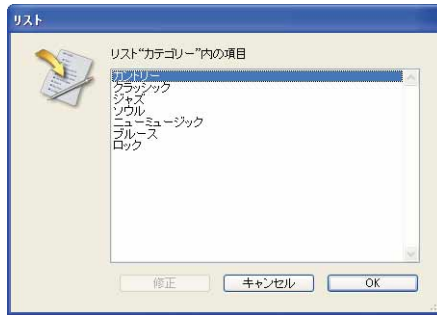 リスト
リスト“カテゴリー”内の項目
カントリー
クラッシック
ジャズ
ソウル
ニューミュージック
ブルース
ロック
修正 キャンセル OK